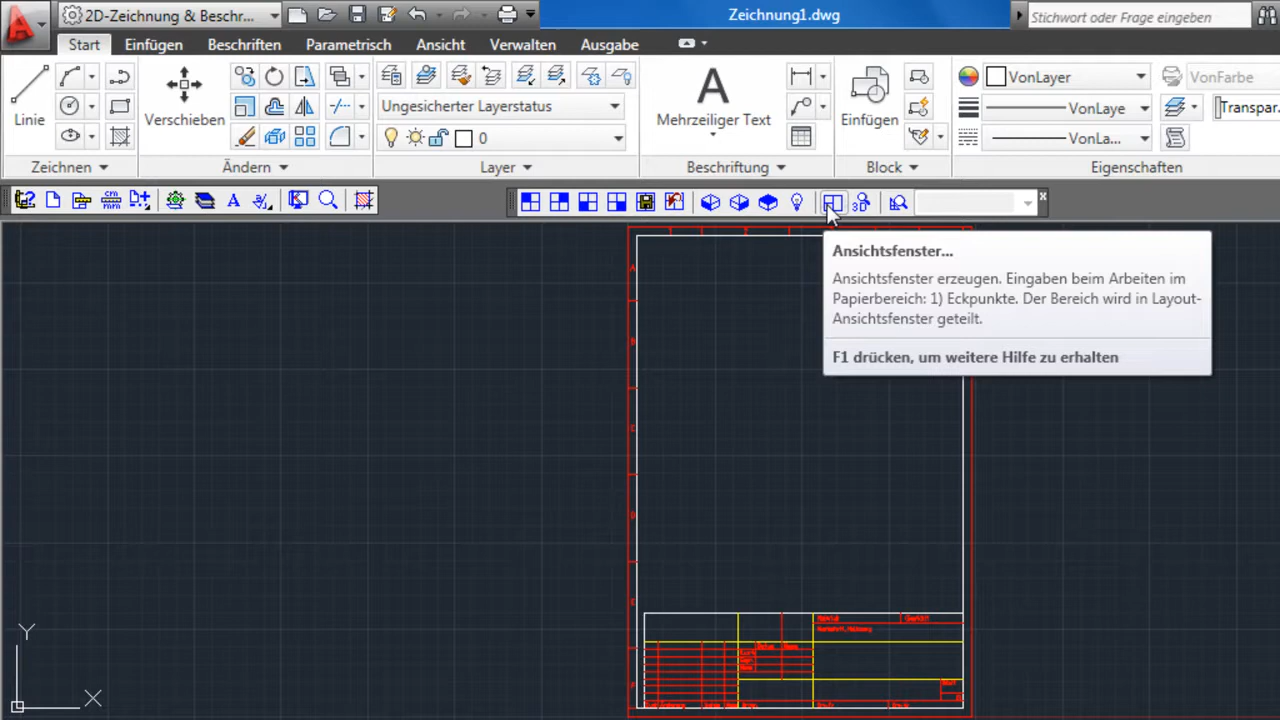 2D-Zeichnung & Beschr...
Zeichnung1.dwg
Stichwort oder Frage eingeben
Start
Einfügen
Beschriften
Parametrisch
Ansicht
Verwalten
Ausgabe
Linie
Verschieben
Ungesicherter Layerstatus
0
Mehrzeiliger Text
Einfügen
VonLayer
VonFarbe
VonLaye
Transpar.
VonLa...
Zeichnen
Ändern
Layer
Beschriftung
Block
Eigenschaften
Ansichtsfenster...
Ansichtsfenster erzeugen. Eingaben beim Arbeiten im
Papierbereich: 1) Eckpunkte. Der Bereich wird in Layout-
Ansichtsfenster geteilt.
F1 drücken, um weitere Hilfe zu erhalten
Y
X